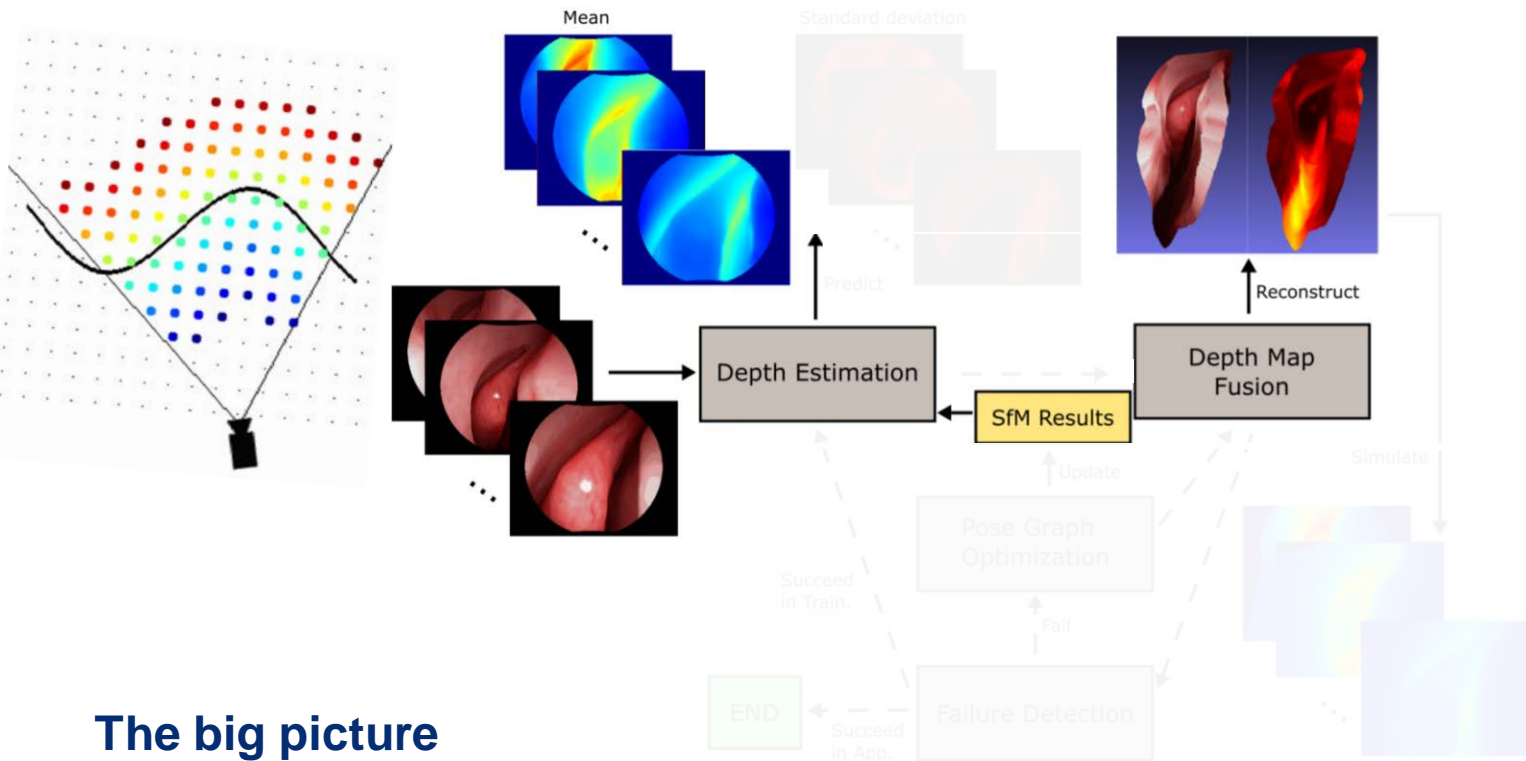 Mean
Standard deviation
Predict
Reconstruct
Depth Estimation
Depth Map
Fusion
SfM Results
Simulate
Update
Pose Graph
Optimization
Succeed
in Train.
Fail
END
Succeed
in App.
Failure Detection
The big picture